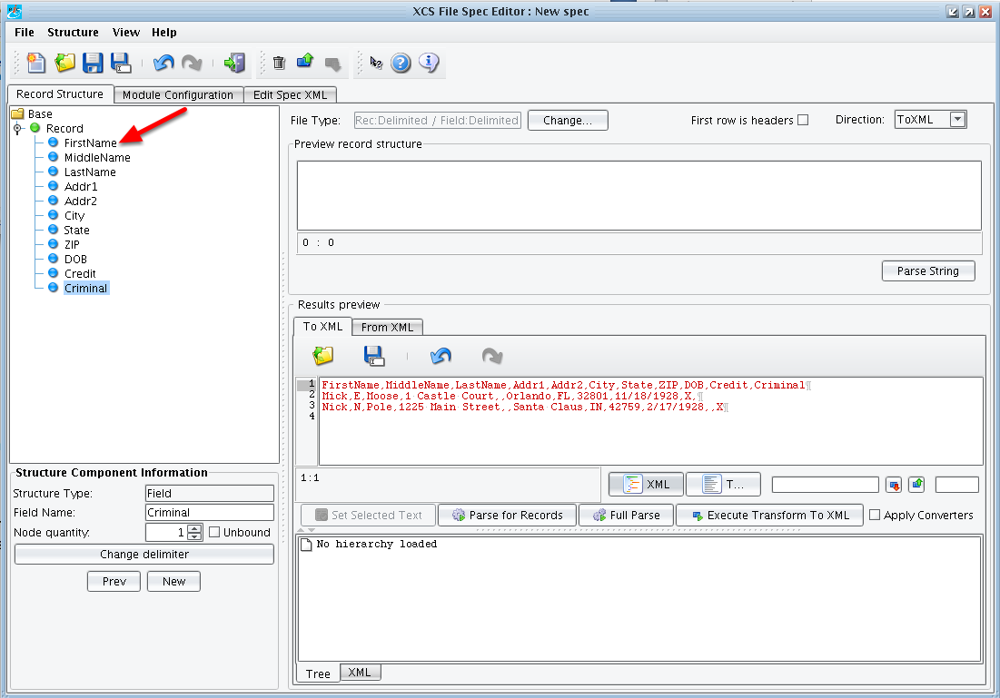 XCS File Spec Editor : New spec
File Structure View Help
Record Structure Module Configuration Edit Spec XML
Base
Record
FirstName
MiddleName
LastName
Addr1
Addr2
City
State
ZIP
DOB
Credit
Criminal
Structure Component Information
Structure Type: Field
Field Name: Criminal
Node quantity: 1 Unbound
Change delimiter
Prev New
File Type: Rec:Delimited / Field:Delimited Change... First row is headers Direction: ToXML
Preview record structure
0 : 0
Parse String
Results preview
To XML From XML
1 FirstName,MiddleName,LastName,Addr1,Addr2,City,State,ZIP,DOB,Credit,Criminal¶
2 Mick,E,Moose,1 Castle Court,,Orlando,FL,32801,11/18/1928,X,¶
3 Nick,N,Pole,1225 Main Street,,Santa Claus,IN,42759,2/17/1928,,X¶
4
1:1 XML T...
Set Selected Text Parse for Records Full Parse Execute Transform To XML Apply Converters
No hierarchy loaded
Tree XML